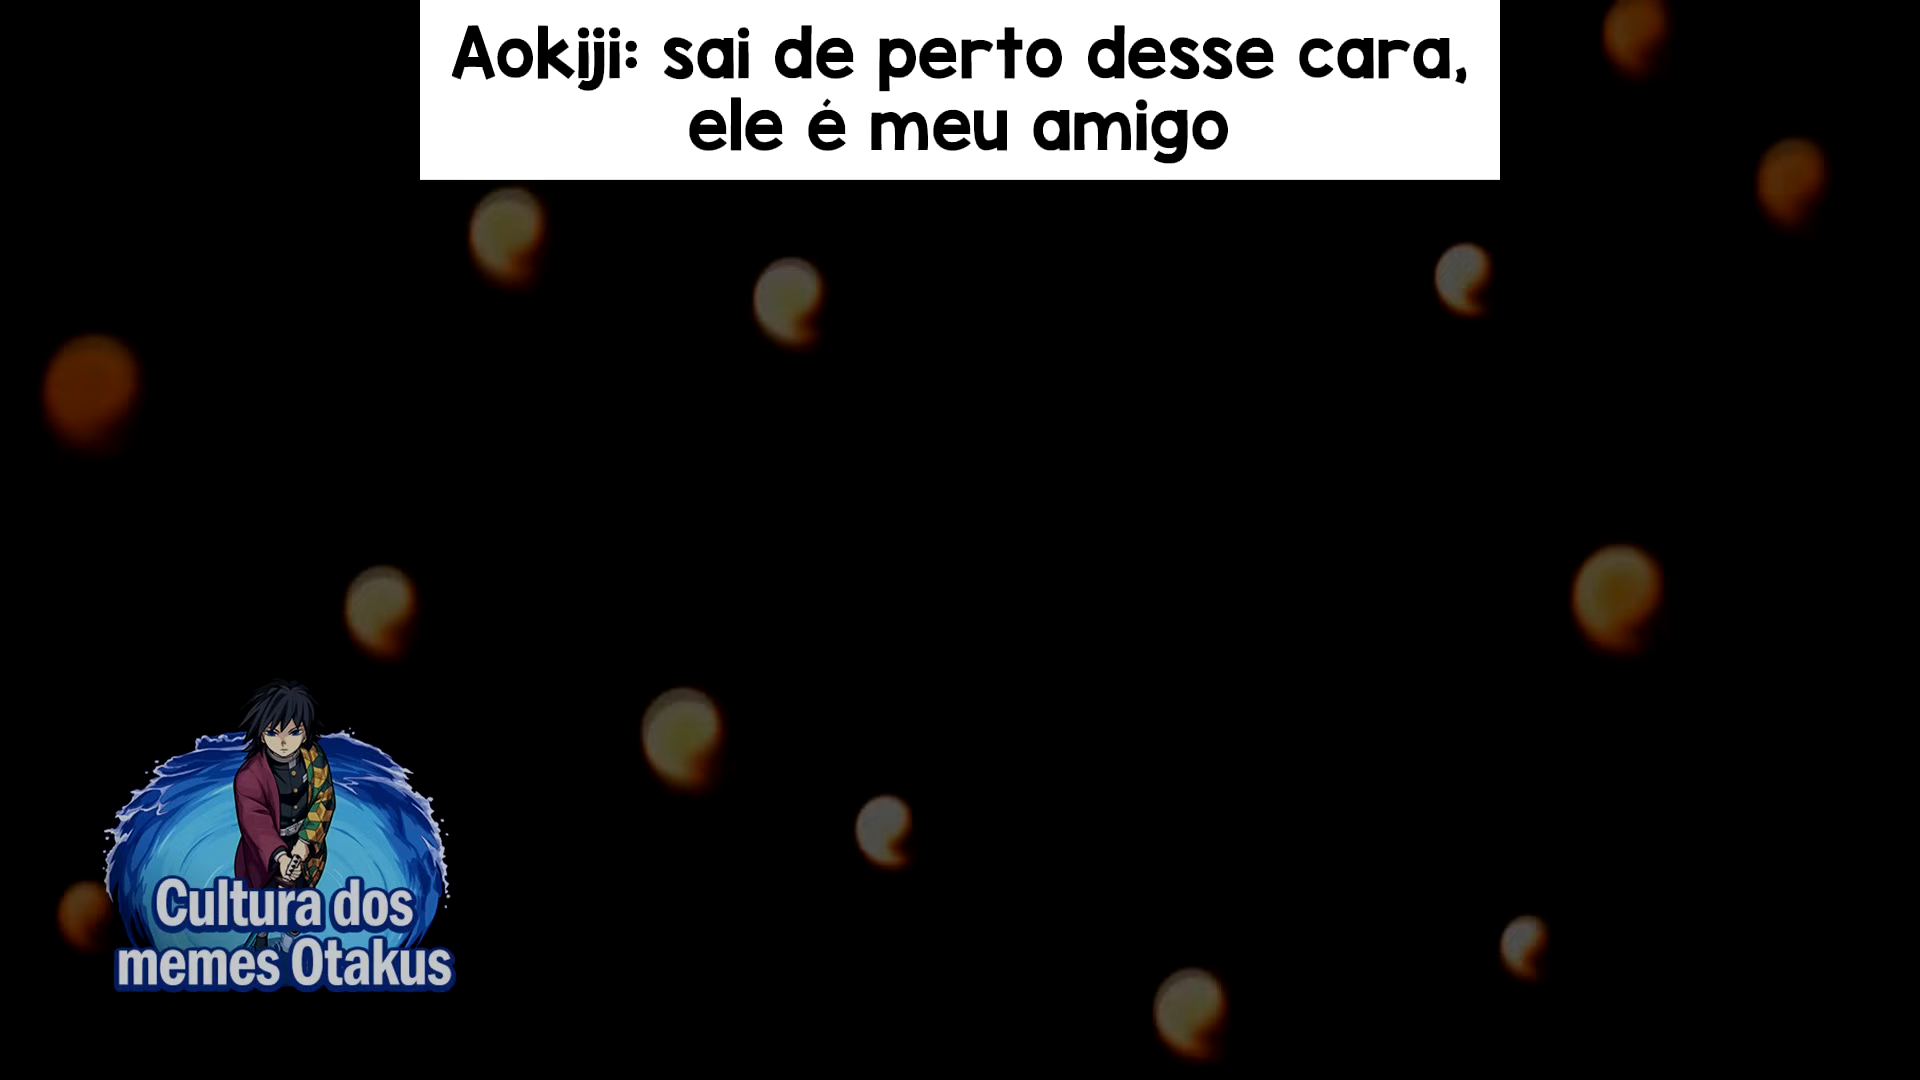 Aokiji: sai de perto desse cara,
ele é meu amigo
Cultura dos
memes Otakus